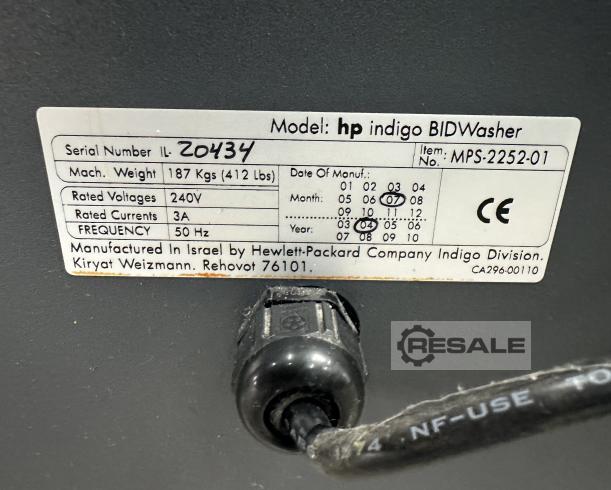 Model: hp indigo BIDWasher
Serial Number IL- 20434
Item. No.: MPS-2252-01
Mach. Weight 187 Kgs (412 Lbs)
Rated Voltages 240V
Rated Currents 3A
FREQUENCY 50 Hz
Date Of Manuf.:
Month: 01 02 03 04
05 06 07 08
09 10 11 12
Year: 03 04 05 06
07 08 09 10
CE
Manufactured In Israel by Hewlett-Packard Company Indigo Division.
Kiryat Weizmann. Rehovot 76101.
CA296-00110
RESALE
4 NF-USE TO